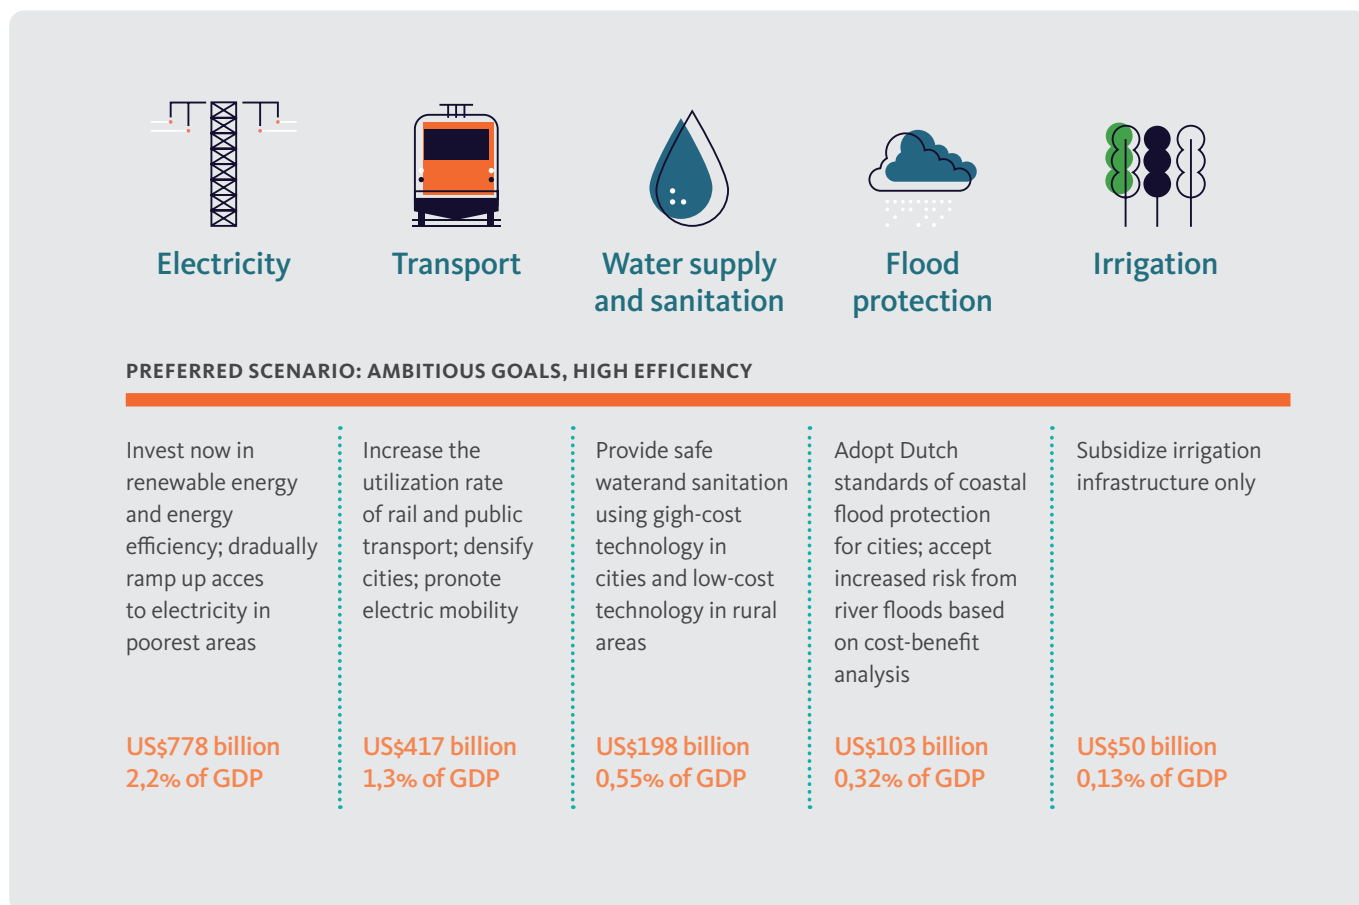 Electricity
Transport
Water supply
and sanitation
Flood
protection
Irrigation
PREFERRED SCENARIO: AMBITIOUS GOALS, HIGH EFFICIENCY
Invest now in
renewable energy
and energy
efficiency; dradually
ramp up acces
to electricity in
poorest areas
US$778 billion
2,2% of GDP
Increase the
utilization rate
of rail and public
transport; densify
cities; pronote
electric mobility
US$417 billion
1,3% of GDP
Provide safe
waterand sanitation
using gigh-cost
technology in
cities and low-cost
technology in rural
areas
US$198 billion
0,55% of GDP
Adopt Dutch
standards of coastal
flood protection
for cities; accept
increased risk from
river floods based
on cost-benefit
analysis
US$103 billion
0,32% of GDP
Subsidize irrigation
infrastructure only
US$50 billion
0,13% of GDP